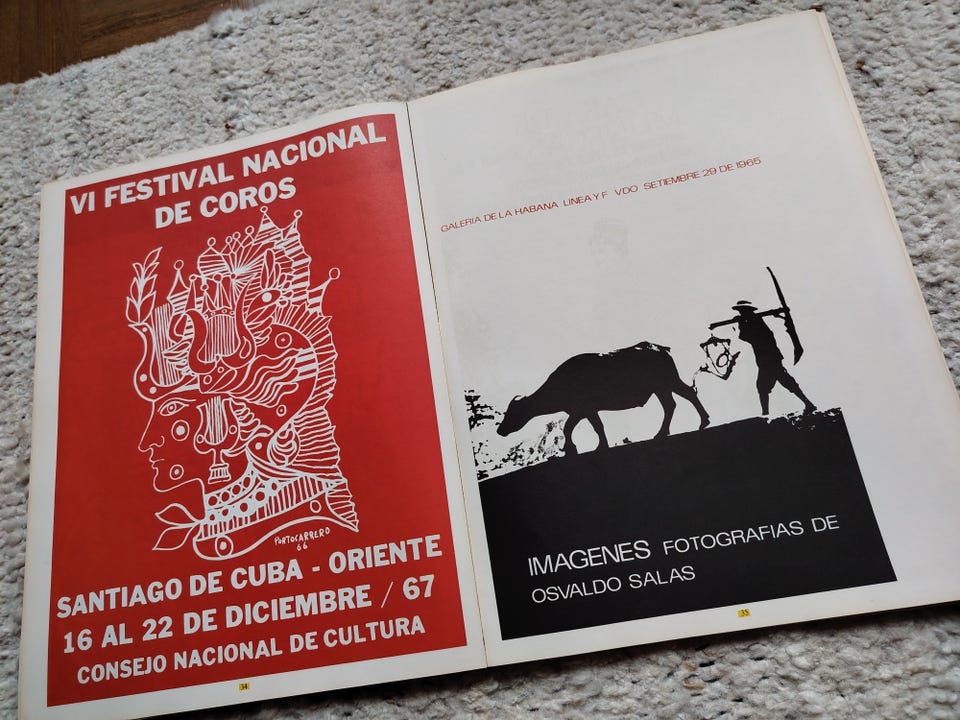 VI FESTIVAL NACIONAL
DE COROS
PORTOCARRERO
66
SANTIAGO DE CUBA - ORIENTE
16 AL 22 DE DICIEMBRE / 67
CONSEJO NACIONAL DE CULTURA
34
GALERIA DE LA HABANA LINEA Y F VDO SETIEMBRE 29 DE 1965
IMAGENES FOTOGRAFIAS DE
OSVALDO SALAS
35